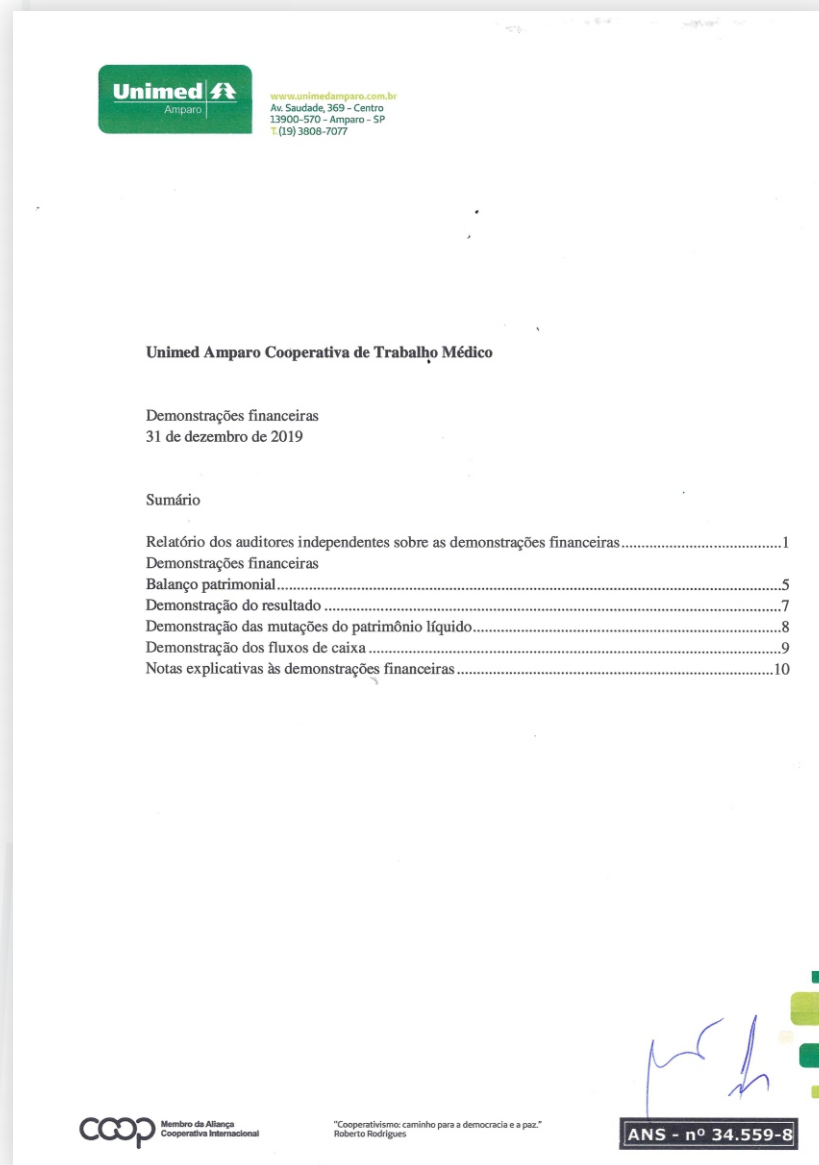 Unimed
Amparo
www.unimedamparo.com.br
Av. Saudade, 369 – Centro
13900-570 – Amparo – SP
T. (19) 3808-7077
Unimed Amparo Cooperativa de Trabalho Médico
Demonstrações financeiras
31 de dezembro de 2019
Sumário
Relatório dos auditores independentes sobre as demonstrações financeiras........................................1
Demonstrações financeiras
Balanço patrimonial................................................................................................................................5
Demonstração do resultado ....................................................................................................................7
Demonstração das mutações do patrimônio líquido...............................................................................8
Demonstração dos fluxos de caixa .........................................................................................................9
Notas explicativas às demonstrações financeiras .................................................................................10
coop
Membro da Aliança
Cooperativa Internacional
"Cooperativismo: caminho para a democracia e a paz."
Roberto Rodrigues
ANS - nº 34.559-8